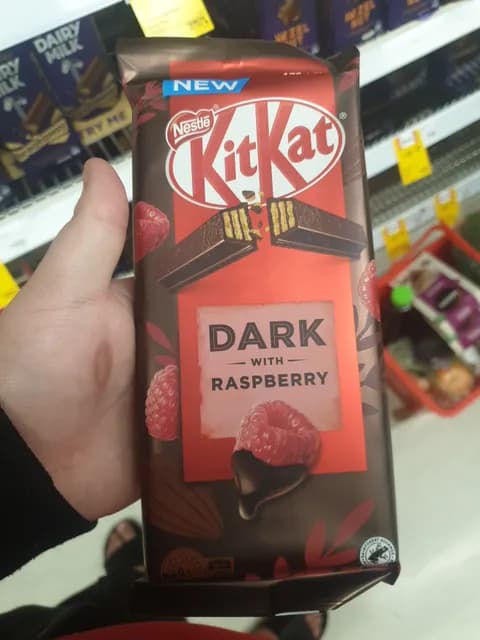 DAIRY
MILK
TRY ME
NEW
Nestlé
KitKat
DARK
WITH
RASPBERRY